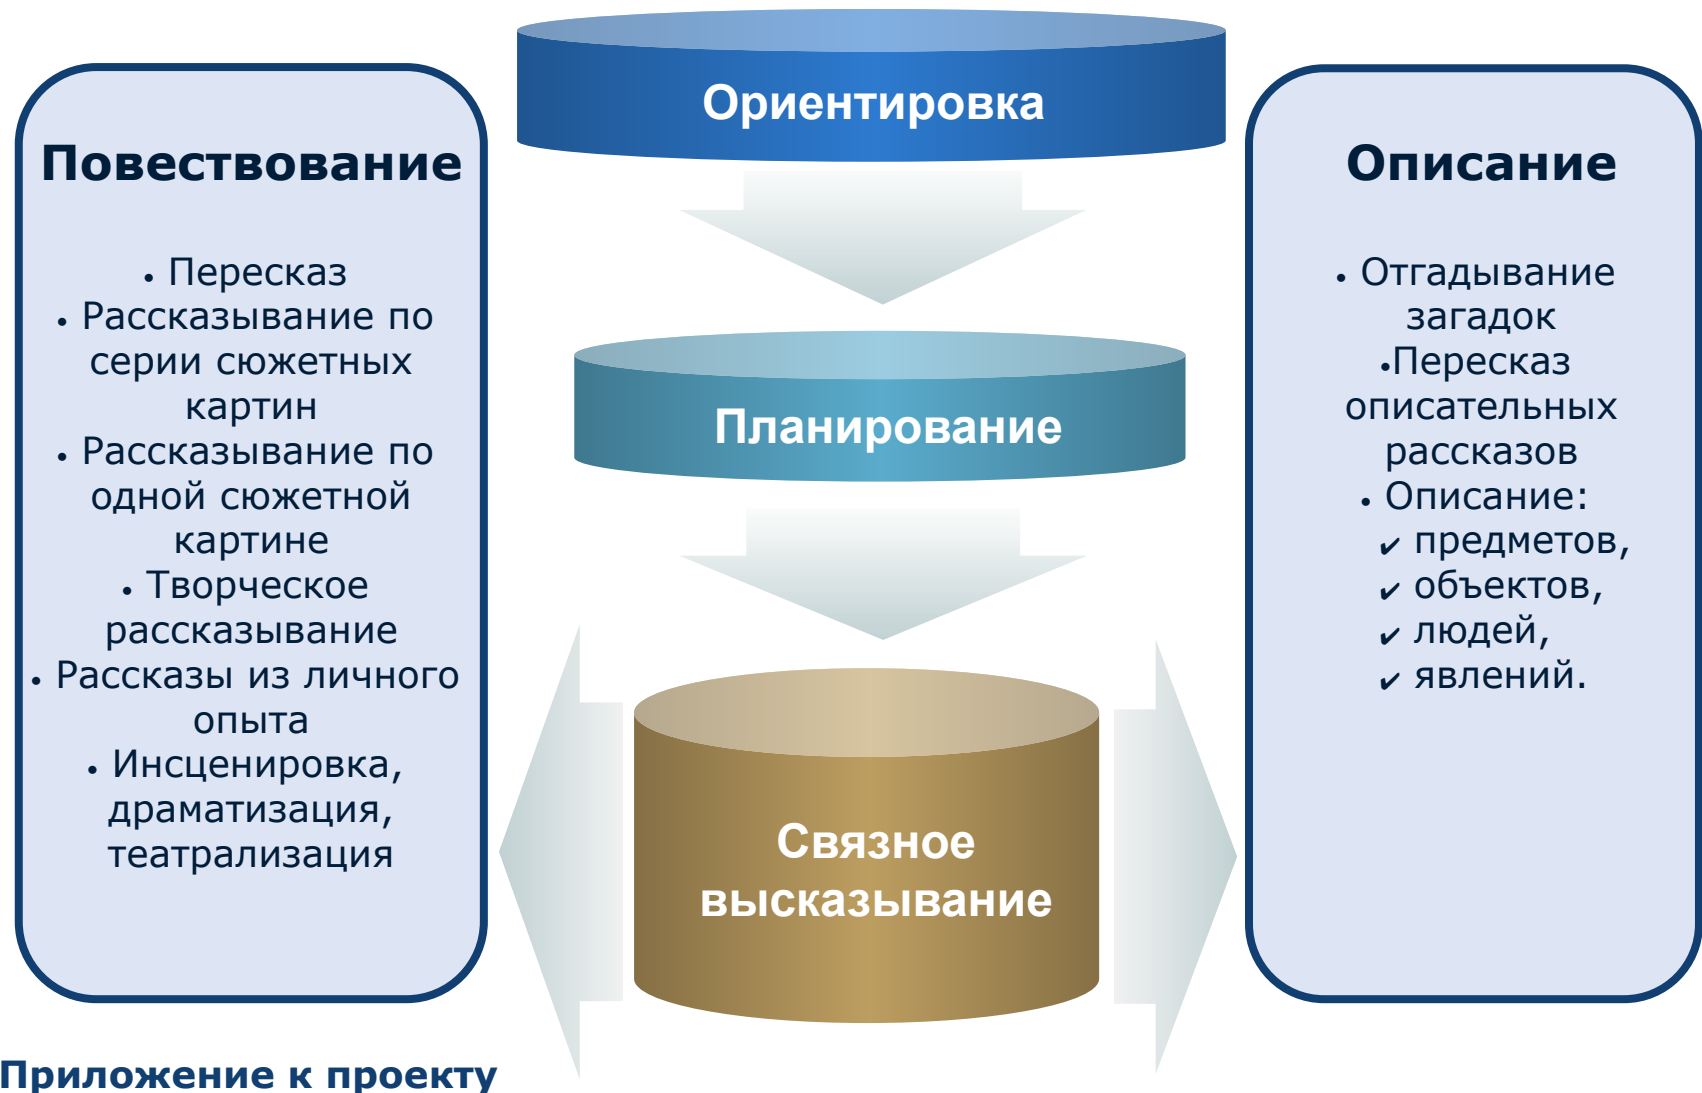 Ориентировка
Планирование
Связное
высказывание
Повествование
• Пересказ
• Рассказывание по
серии сюжетных
картин
• Рассказывание по
одной сюжетной
картине
• Творческое
рассказывание
• Рассказы из личного
опыта
• Инсценировка,
драматизация,
театрализация
Описание
• Отгадывание
загадок
•Пересказ
описательных
рассказов
• Описание:
✔ предметов,
✔ объектов,
✔ людей,
✔ явлений.
Приложение к проекту